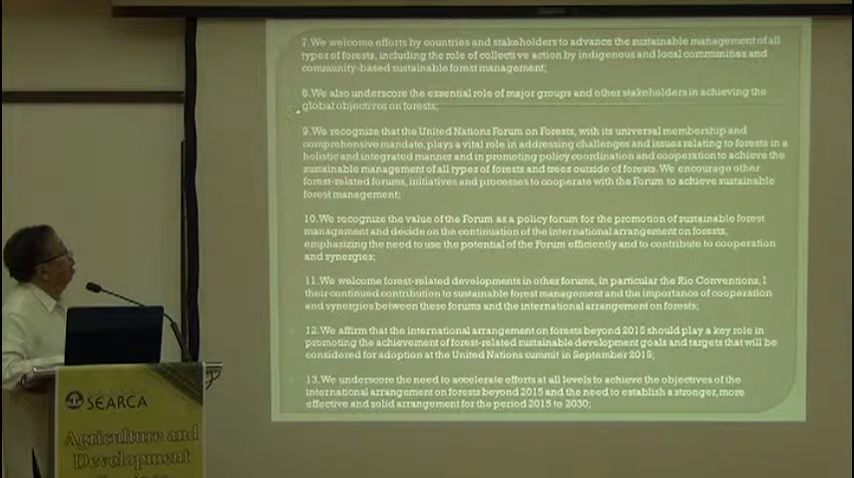 7.We welcome efforts by countries and stakeholders to advance the sustainable management of all
types of forests, including the role of collective action by indigenous and local communities and
community-based sustainable forest management;
8.We also underscore the essential role of major groups and other stakeholders in achieving the
global objectives on forests;
9.We recognize that the United Nations Forum on Forests, with its universal membership and
comprehensive mandate, plays a vital role in addressing challenges and issues relating to forests in a
holistic and integrated manner and in promoting policy coordination and cooperation to achieve the
sustainable management of all types of forests and trees outside of forests. We encourage other
forest-related forums, initiatives and processes to cooperate with the Forum to achieve sustainable
forest management;
10.We recognize the value of the Forum as a policy forum for the promotion of sustainable forest
management and decide on the continuation of the international arrangement on forests,
emphasizing the need to use the potential of the Forum efficiently and to contribute to cooperation
and synergies;
11.We welcome forest-related developments in other forums, in particular the Rio Conventions, l
their continued contribution to sustainable forest management and the importance of cooperation
and synergies between these forums and the international arrangement on forests;
12.We affirm that the international arrangement on forests beyond 2015 should play a key role in
promoting the achievement of forest-related sustainable development goals and targets that will be
considered for adoption at the United Nations summit in September 2015;
13.We underscore the need to accelerate efforts at all levels to achieve the objectives of the
international arrangement on forests beyond 2015 and the need to establish a stronger, more
effective and solid arrangement for the period 2015 to 2030;
SEARCA
Agriculture and
Development